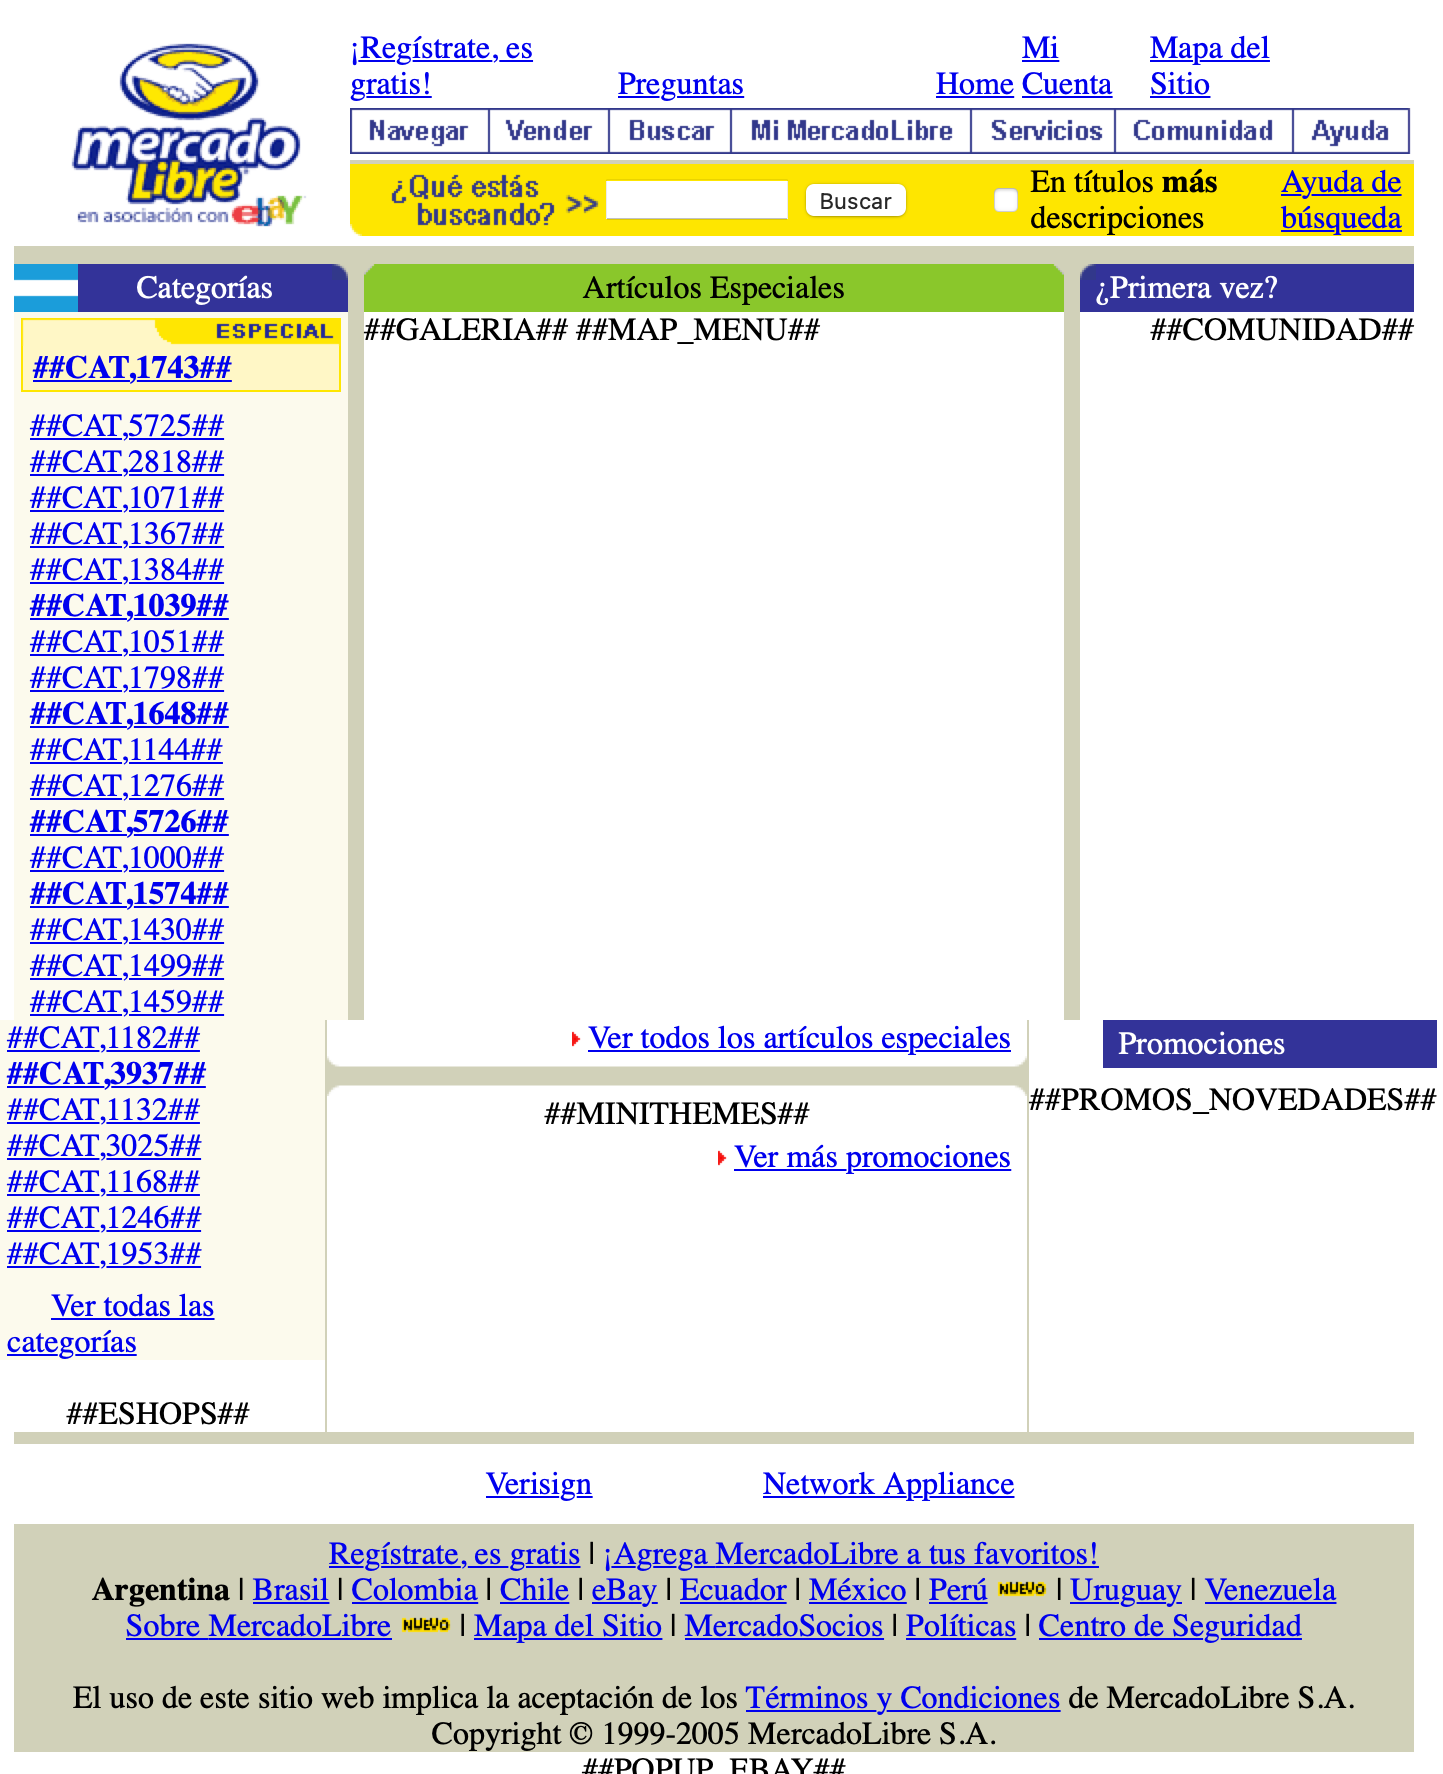 mercado
Libre
en asociación con ebaY
¡Regístrate, es
gratis!
Preguntas
Home
Mi
Cuenta
Mapa del
Sitio
Navegar
Vender
Buscar
Mi MercadoLibre
Servicios
Comunidad
Ayuda
¿Qué estás
buscando? >>
Buscar
En títulos más
descripciones
Ayuda de
búsqueda
Categorías
ESPECIAL
##CAT,1743##
##CAT,5725##
##CAT,2818##
##CAT,1071##
##CAT,1367##
##CAT,1384##
##CAT,1039##
##CAT,1051##
##CAT,1798##
##CAT,1648##
##CAT,1144##
##CAT,1276##
##CAT,5726##
##CAT,1000##
##CAT,1574##
##CAT,1430##
##CAT,1499##
##CAT,1459##
##CAT,1182##
##CAT,3937##
##CAT,1132##
##CAT,3025##
##CAT,1168##
##CAT,1246##
##CAT,1953##
Ver todas las
categorías
##ESHOPS##
Artículos Especiales
##GALERIA## ##MAP_MENU##
Ver todos los artículos especiales
##MINITHEMES##
Ver más promociones
¿Primera vez?
##COMUNIDAD##
Promociones
##PROMOS_NOVEDADES##
Verisign
Network Appliance
Regístrate, es gratis | ¡Agrega MercadoLibre a tus favoritos!
Argentina | Brasil | Colombia | Chile | eBay | Ecuador | México | Perú NUEVO | Uruguay | Venezuela
Sobre MercadoLibre NUEVO | Mapa del Sitio | MercadoSocios | Políticas | Centro de Seguridad
El uso de este sitio web implica la aceptación de los Términos y Condiciones de MercadoLibre S.A.
Copyright © 1999-2005 MercadoLibre S.A.
##POPUP_EBAY##